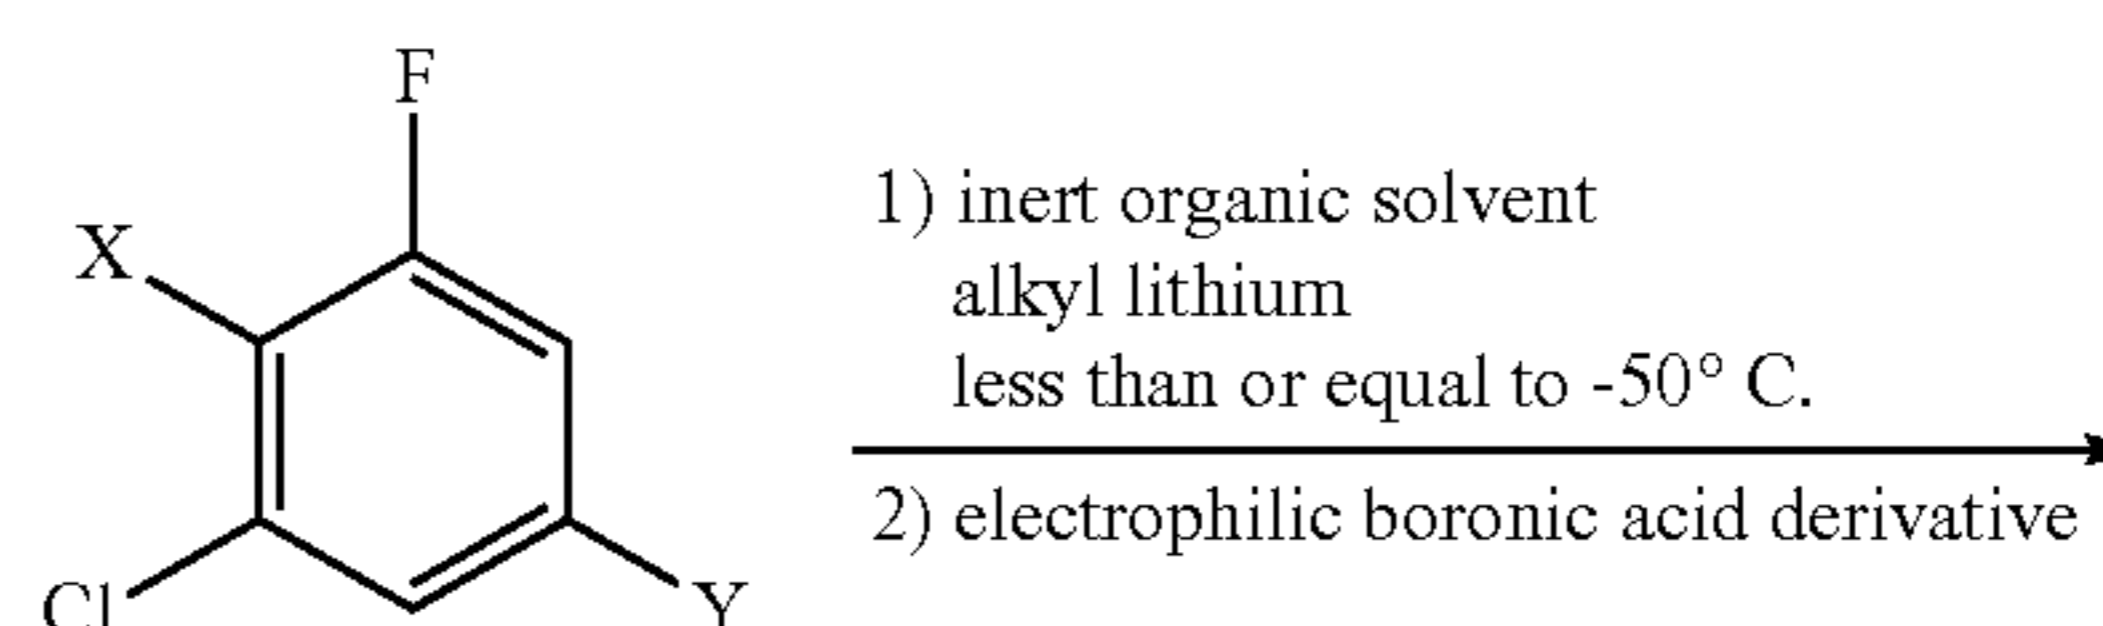 F
X
Cl
Y
1) inert organic solvent
alkyl lithium
less than or equal to -50° C.
2) electrophilic boronic acid derivative